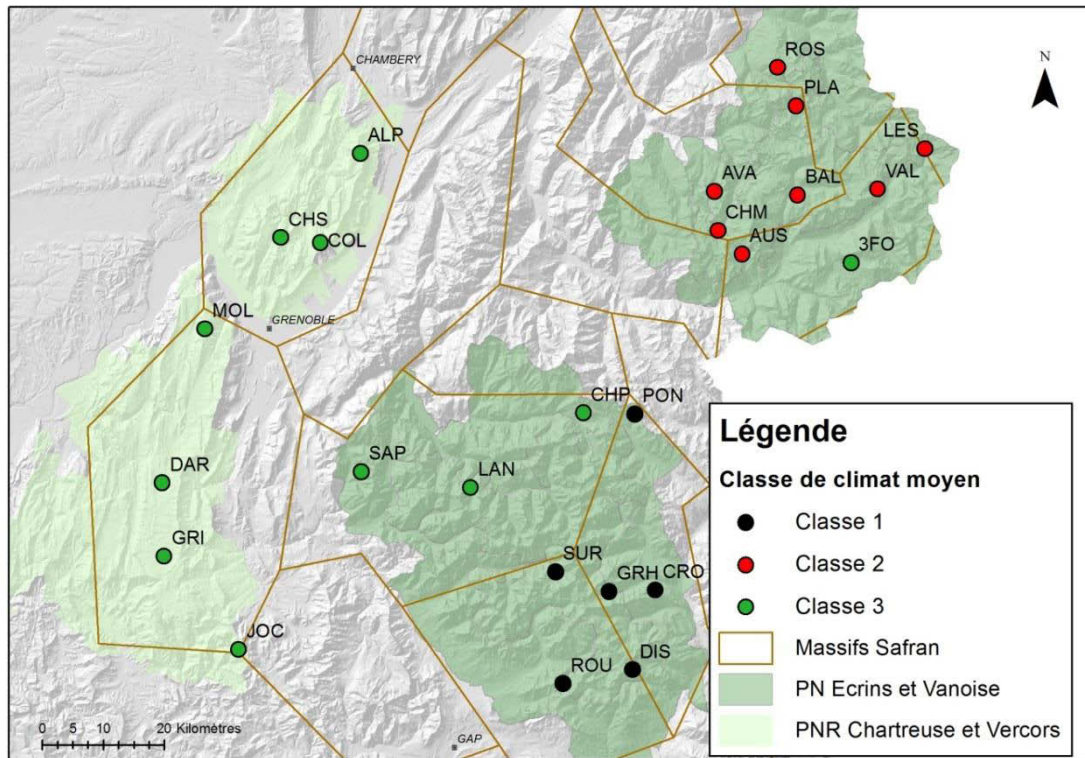 ROS
PLA
N
CHAMBERY
ALP
LES
AVA
BAL
VAL
CHM
CHS
COL
AUS
3FO
MOL
GRENOBLE
CHP
PON
Légende
SAP
LAN
DAR
Classe de climat moyen
Classe 1
GRI
SUR
Classe 2
GRH
CRO
Classe 3
JOC
Massifs Safran
ROU
DIS
PN Ecrins et Vanoise
0 5 10 20 Kilomètres
PNR Chartreuse et Vercors
GAP